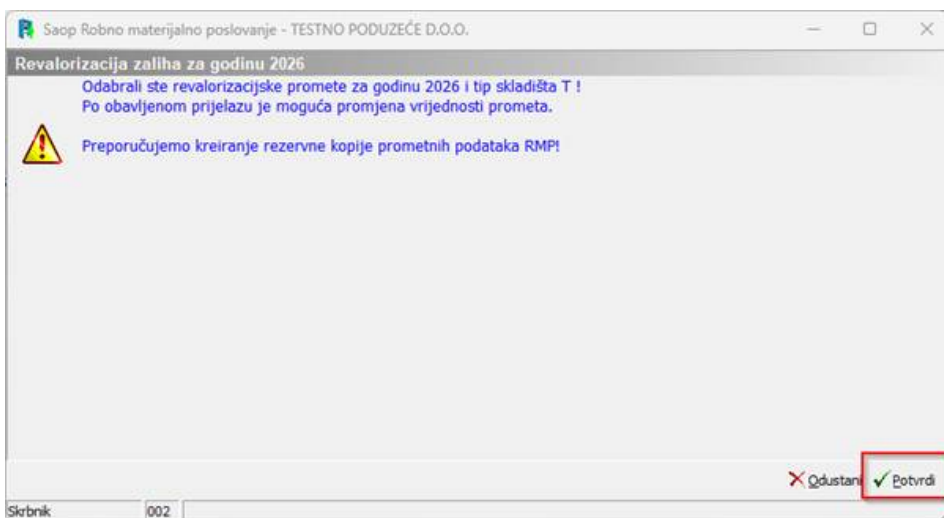 Saop Robno materijalno poslovanje - TESTNO PODUZEĆE D.O.O.
Revalorizacija zaliha za godinu 2026
Odabrali ste revalorizacijske promete za godinu 2026 i tip skladišta T !
Po obavljenom prijelazu je moguća promjena vrijednosti prometa.
Preporučujemo kreiranje rezervne kopije prometnih podataka RMP!
Odustani Potvrdi
Skrbnik 002